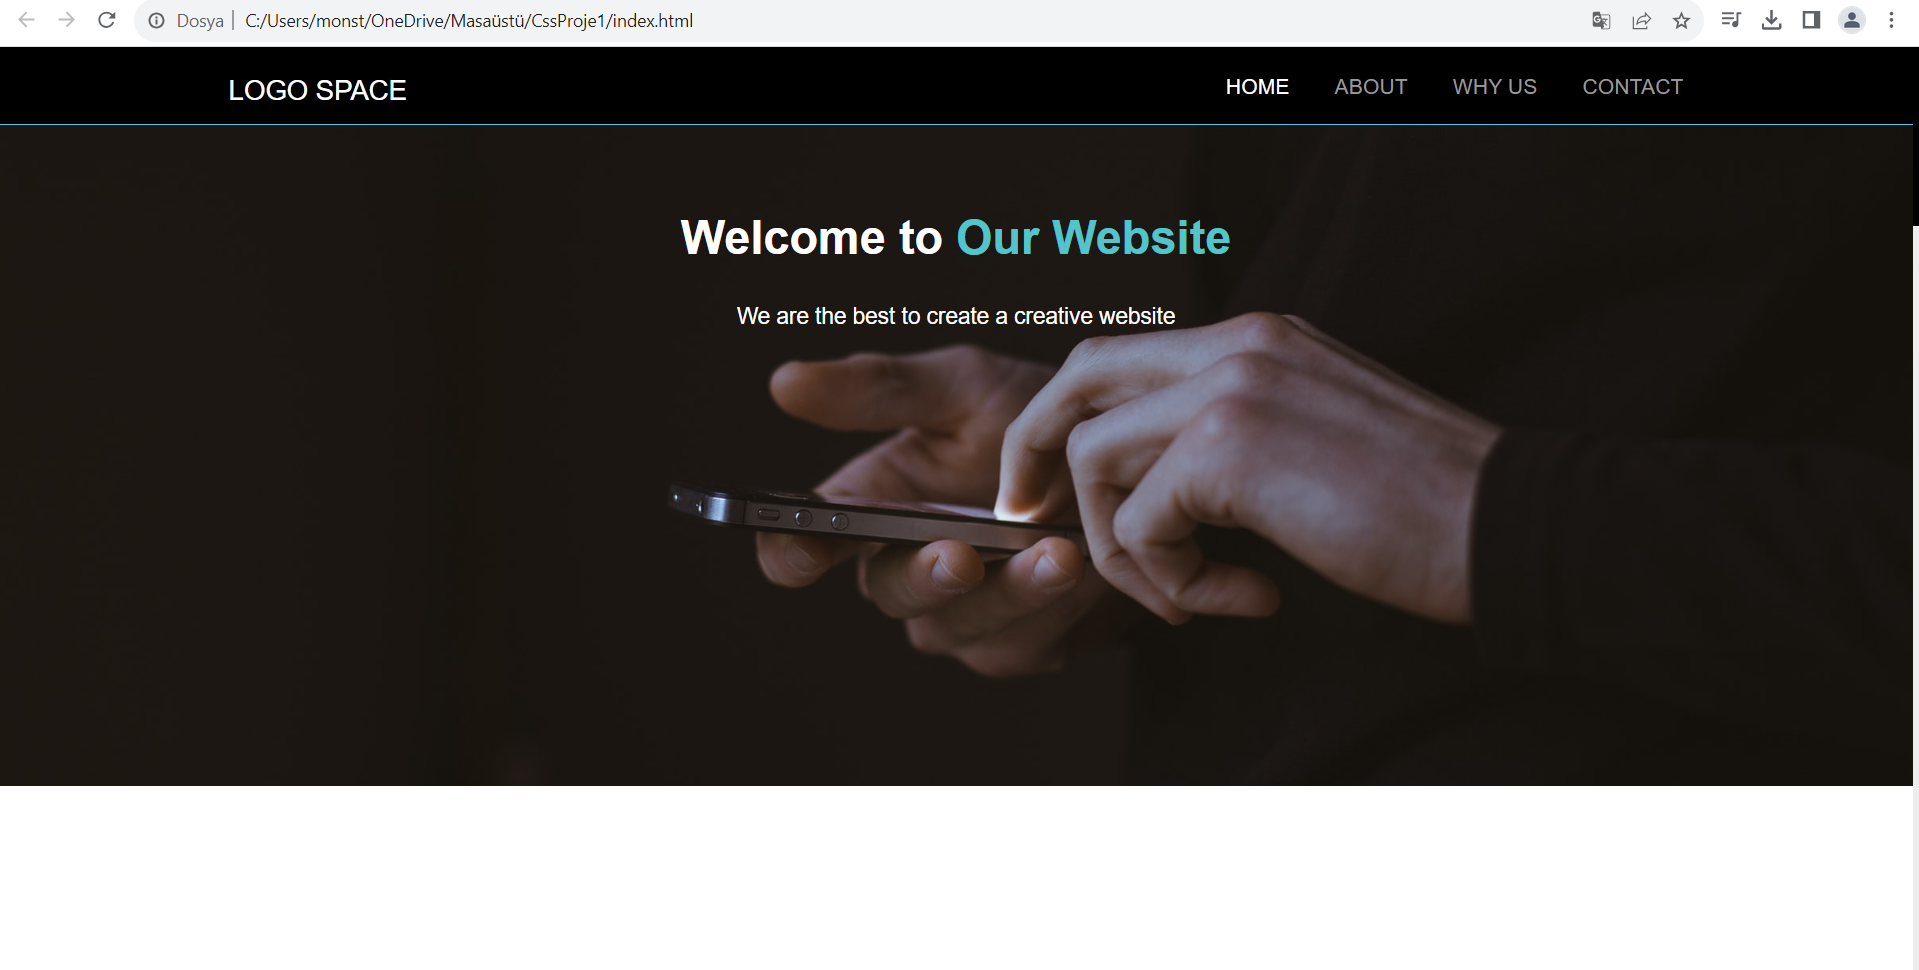 Dosya C:/Users/monst/OneDrive/Masaüstü/CssProje1/index.html
LOGO SPACE HOME ABOUT WHY US CONTACT
Welcome to Our Website
We are the best to create a creative website